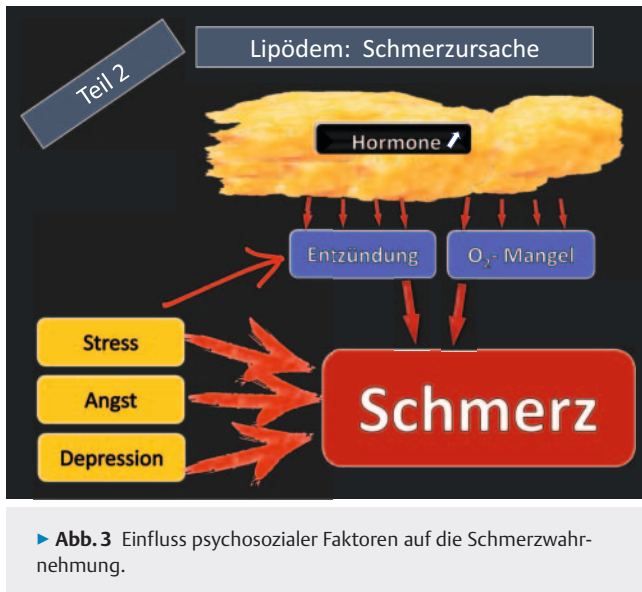 Teil 2
Lipödem: Schmerzursache
Hormone
Entzündung
O₂- Mangel
Stress
Angst
Depression
Schmerz
► Abb. 3 Einfluss psychosozialer Faktoren auf die Schmerzwahr-
nehmung.